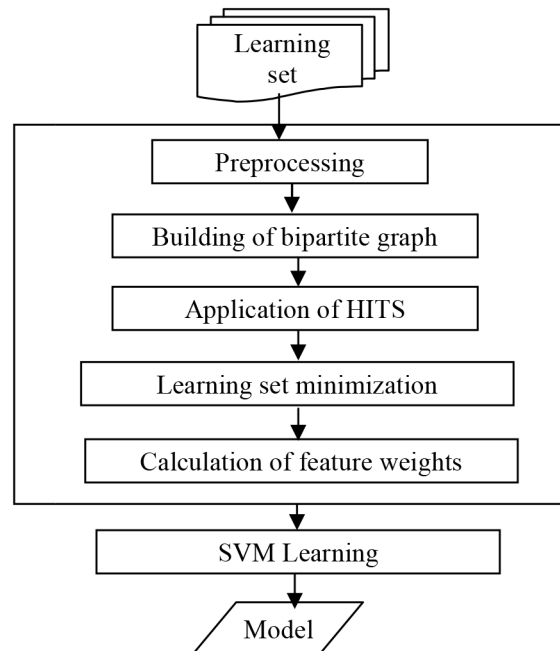 Learning
set
Preprocessing
Building of bipartite graph
Application of HITS
Learning set minimization
Calculation of feature weights
SVM Learning
Model